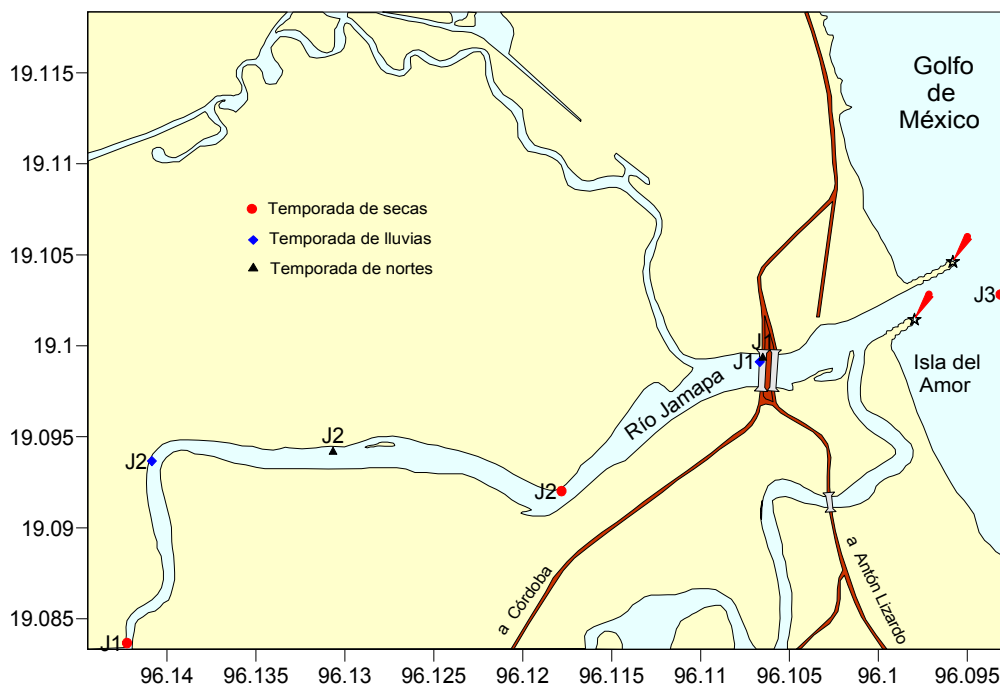 19.115
19.11
19.105
19.1
19.095
19.09
19.085
Golfo
de
México
Temporada de secas
Temporada de lluvias
Temporada de nortes
J3
J1
J1
Isla del
Amor
Río Jamapa
J2
J2
J2
a Córdoba
a Antón Lizardo
J1
96.14
96.135
96.13
96.125
96.12
96.115
96.11
96.105
96.1
96.095